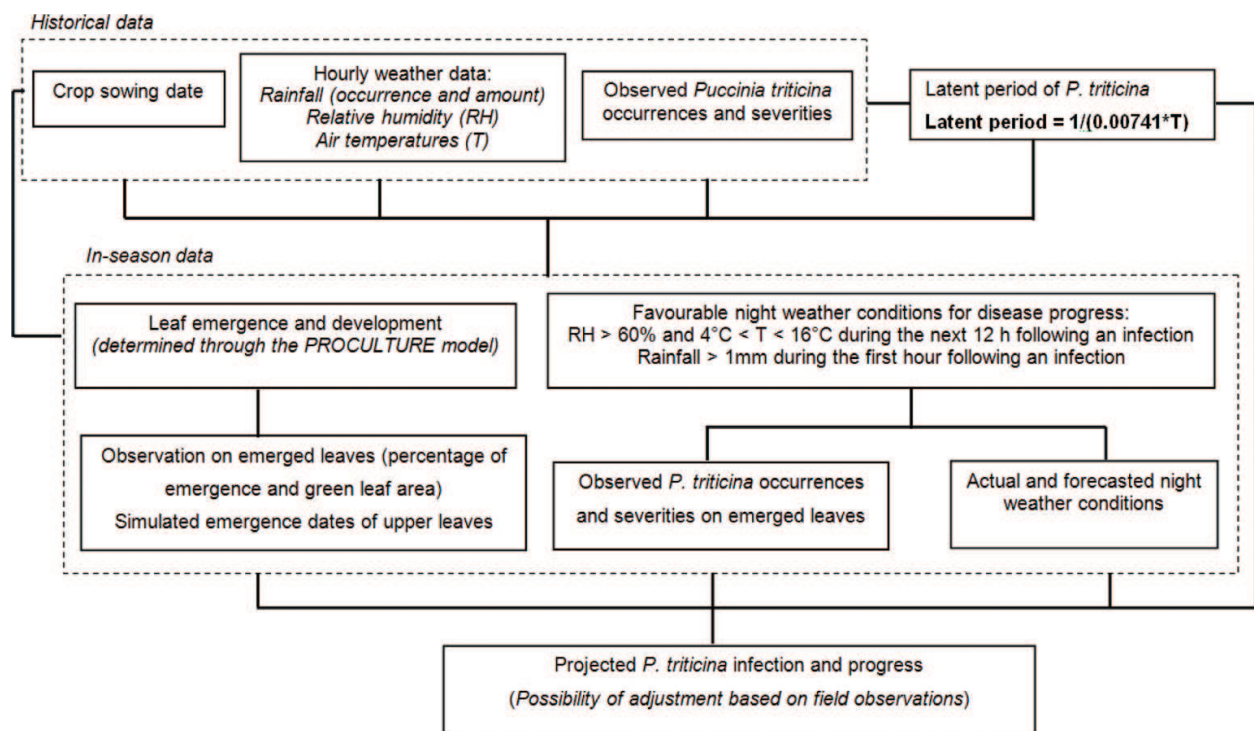 Historical data
Crop sowing date
Hourly weather data:
Rainfall (occurrence and amount)
Relative humidity (RH)
Air temperatures (T)
Observed Puccinia triticina
occurrences and severities
Latent period of P. triticina
Latent period = 1/(0.00741*T)
In-season data
Leaf emergence and development
(determined through the PROCULTURE model)
Favourable night weather conditions for disease progress:
RH > 60% and 4°C < T < 16°C during the next 12 h following an infection
Rainfall > 1mm during the first hour following an infection
Observation on emerged leaves (percentage of
emergence and green leaf area)
Simulated emergence dates of upper leaves
Observed P. triticina occurrences
and severities on emerged leaves
Actual and forecasted night
weather conditions
Projected P. triticina infection and progress
(Possibility of adjustment based on field observations)